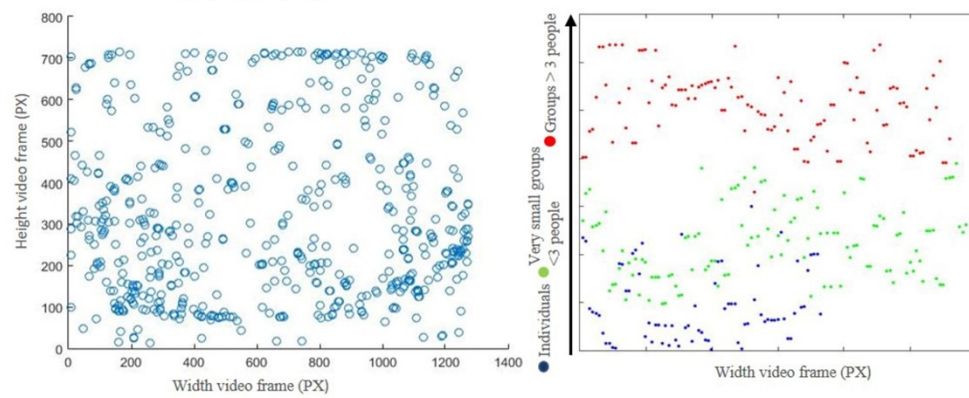 800
700
600
500
400
300
200
100
0
0 200 400 600 800 1000 1200 1400
Height video frame (PX)
Width video frame (PX)
Individuals
Very small groups
<3 people
Groups > 3 people
Width video frame (PX)